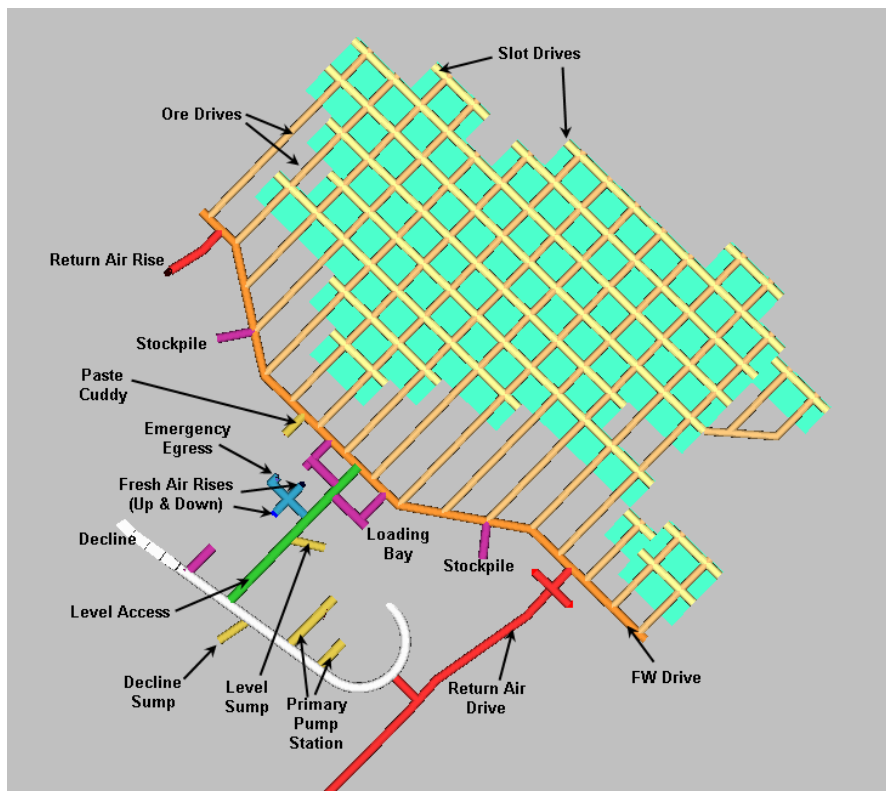 Slot Drives
Ore Drives
Return Air Rise
Stockpile
Paste
Cuddy
Emergency
Egress
Fresh Air Rises
(Up & Down)
Decline
Loading
Bay
Stockpile
Level Access
Decline
Sump
Level
Sump
Primary
Pump
Station
Return Air
Drive
FW Drive